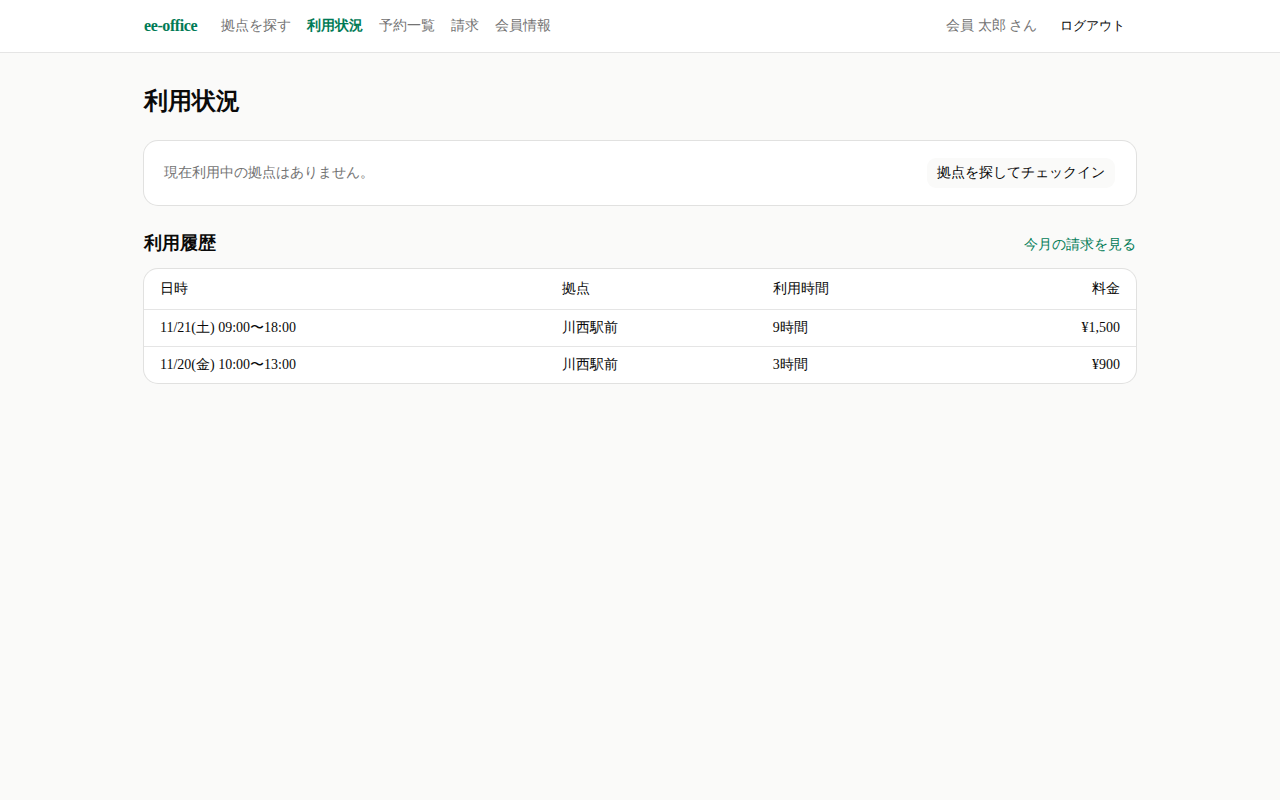 ee-office 拠点を探す 利用状況 予約一覧 請求 会員情報 会員 太郎 さん ログアウト
利用状況
現在利用中の拠点はありません。 拠点を探してチェックイン
利用履歴 今月の請求を見る
日時 拠点 利用時間 料金
11/21(土) 09:00〜18:00 川西駅前 9時間 ¥1,500
11/20(金) 10:00〜13:00 川西駅前 3時間 ¥900